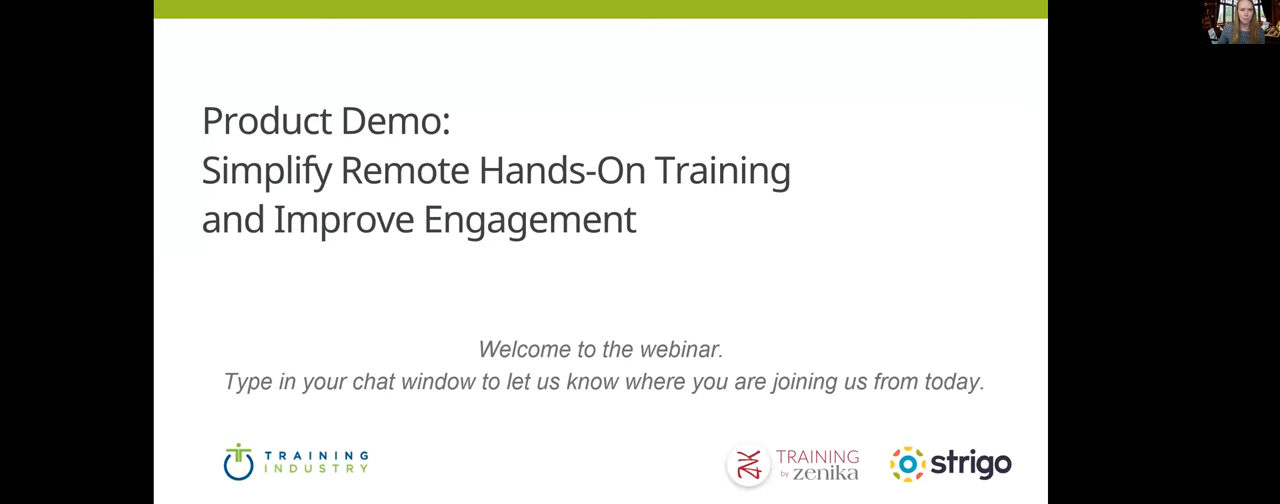 Product Demo:
Simplify Remote Hands-On Training
and Improve Engagement
Welcome to the webinar.
Type in your chat window to let us know where you are joining us from today.
TRAINING
INDUSTRY
TRAINING
by zenika
strigo